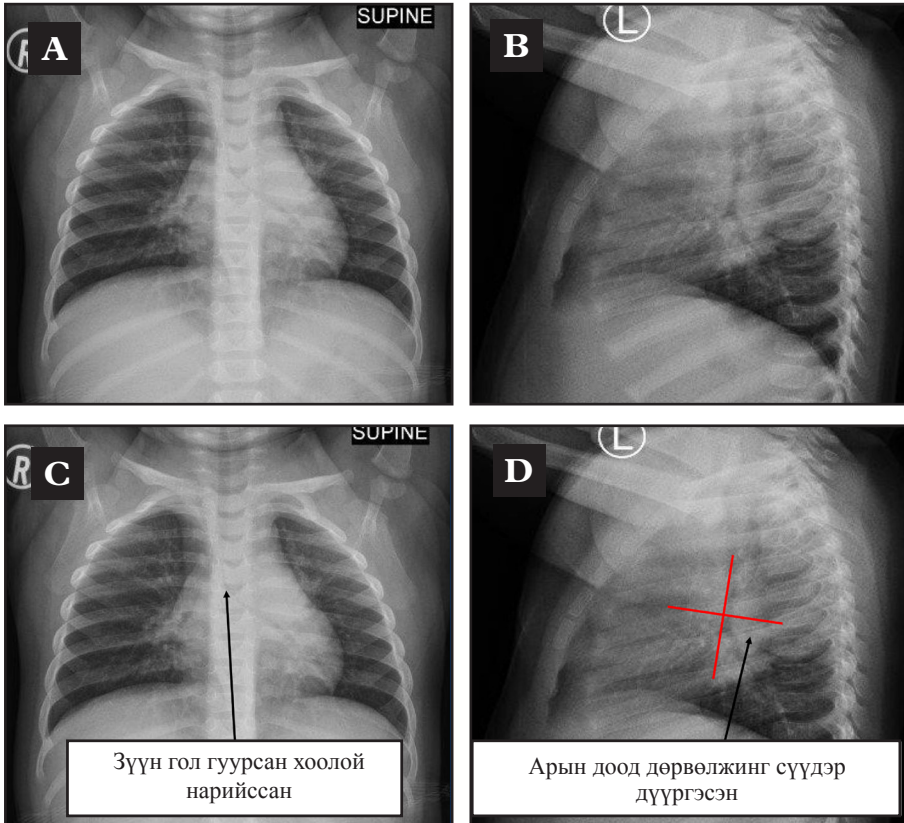 SUPINE
R
A
L
B
SUPINE
R
C
L
D
Зүүн гол гуурсан хоолой
нарийссан
Арын доод дөрвөлжинг сүүдэр
дүүргэсэн